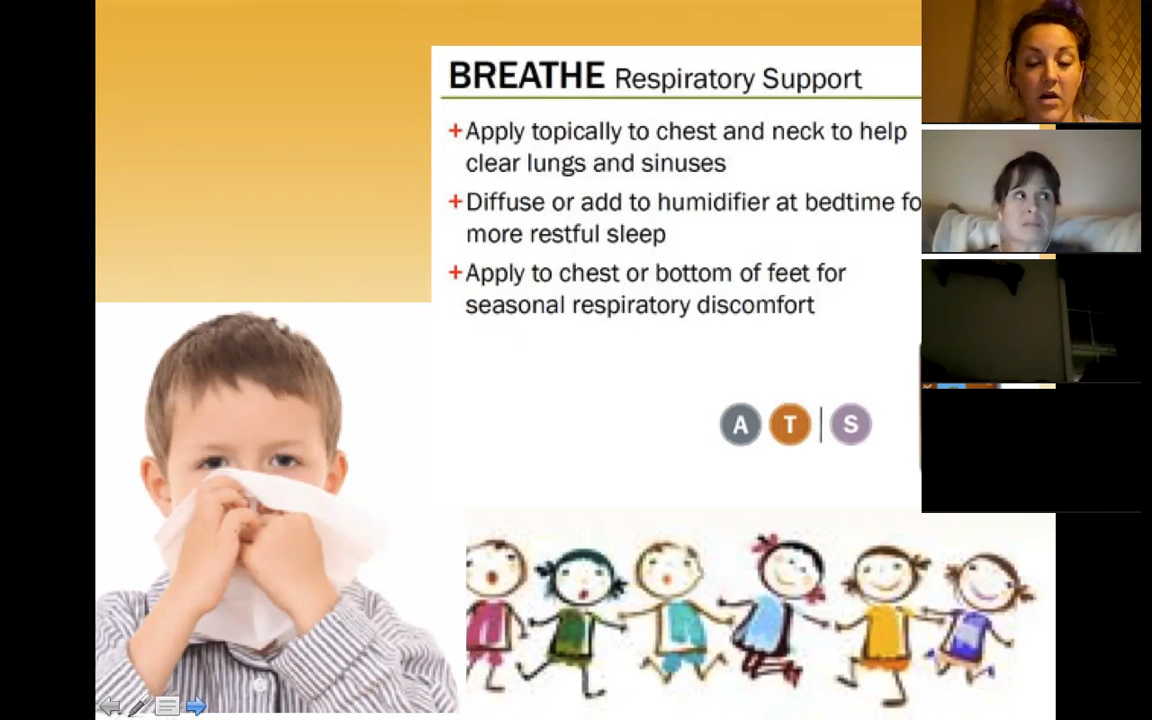 BREATHE Respiratory Support
+Apply topically to chest and neck to help
clear lungs and sinuses
+Diffuse or add to humidifier at bedtime fo
more restful sleep
+Apply to chest or bottom of feet for
seasonal respiratory discomfort
A T | S